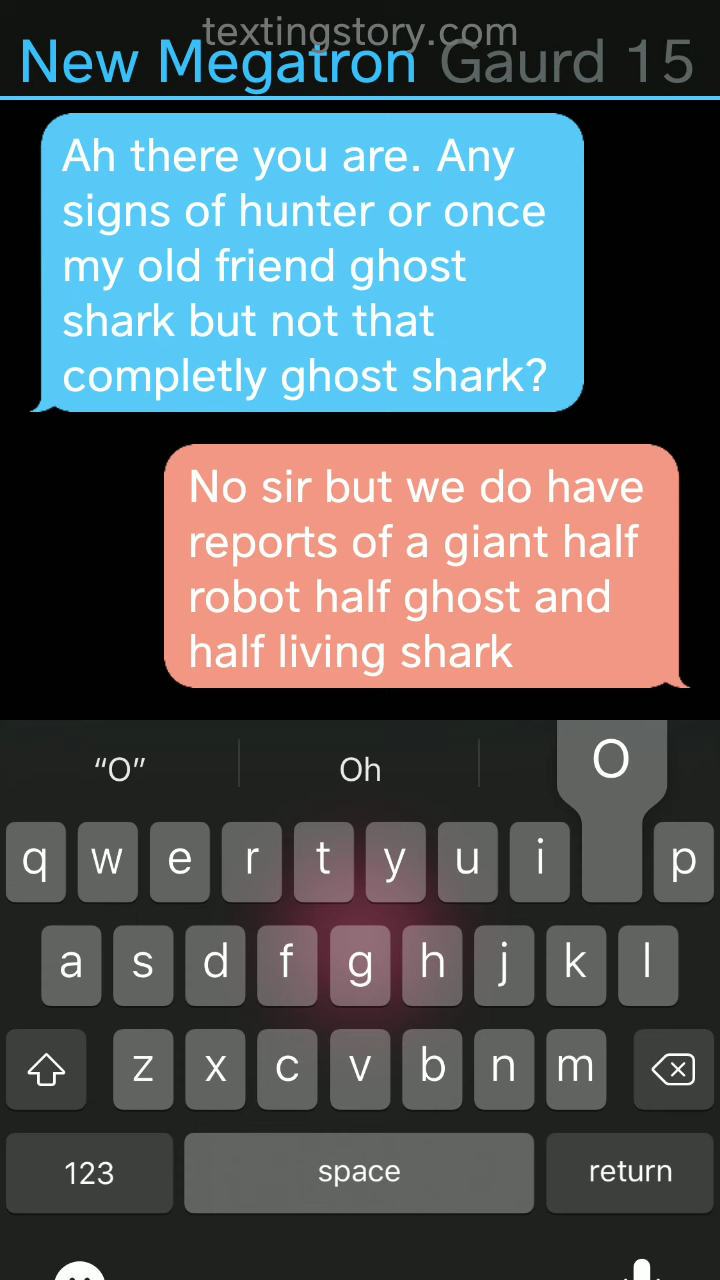 textingstory.com
New Megatron Gaurd 15
Ah there you are. Any
signs of hunter or once
my old friend ghost
shark but not that
completly ghost shark?
No sir but we do have
reports of a giant half
robot half ghost and
half living shark
“O” Oh O
q w e r t y u i p
a s d f g h j k l
z x c v b n m
123 space return